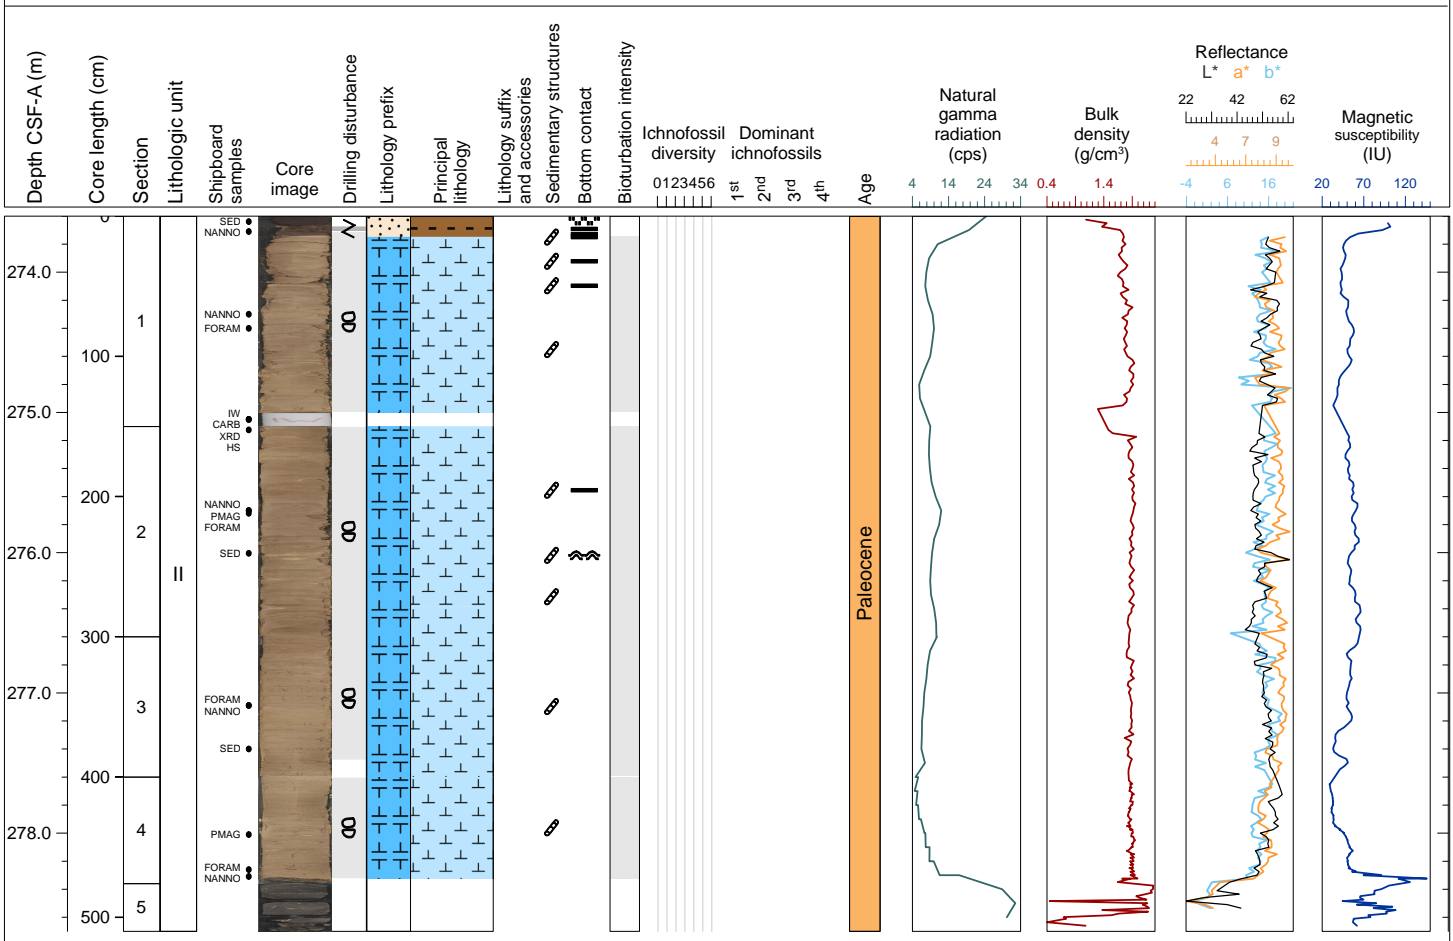 Depth CSF-A (m)
Core length (cm)
Section
Lithologic unit
Shipboard
samples
Core
image
Drilling disturbance
Lithology prefix
Principal
lithology
Lithology suffix
and accessories
Sedimentary structures
Bottom contact
Bioturbation intensity
Ichnofossil
diversity
0123456
Dominant
ichnofossils
1st
2nd
3rd
4th
Age
Natural
gamma
radiation
(cps)
4 14 24 34
Bulk
density
(g/cm³)
0.4 1.4
Reflectance
L* a* b*
22 42 62
4 7 9
-4 6 16
Magnetic
susceptibility
(IU)
20 70 120
274.0
275.0
276.0
277.0
278.0
0
100
200
300
400
500
1
2
3
4
5
II
SED
NANNO
NANNO
FORAM
IW
CARB
XRD
HS
NANNO
PMAG
FORAM
SED
FORAM
NANNO
SED
PMAG
FORAM
NANNO
Paleocene